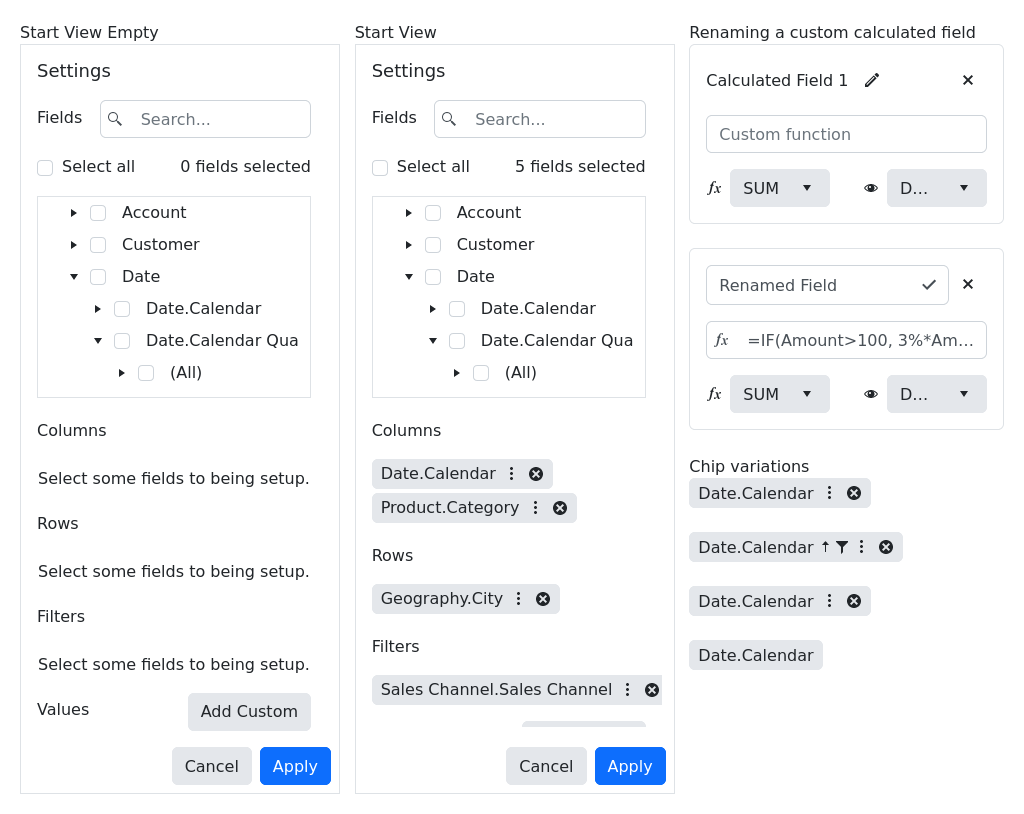 Start View Empty
Settings
Fields
Search...
Select all
0 fields selected
Account
Customer
Date
Date.Calendar
Date.Calendar Qua
(All)
Columns
Select some fields to being setup.
Rows
Select some fields to being setup.
Filters
Select some fields to being setup.
Values
Add Custom
Cancel
Apply
Start View
Settings
Fields
Search...
Select all
5 fields selected
Account
Customer
Date
Date.Calendar
Date.Calendar Qua
(All)
Columns
Date.Calendar
Product.Category
Rows
Geography.City
Filters
Sales Channel.Sales Channel
Cancel
Apply
Renaming a custom calculated field
Calculated Field 1
Custom function
fx SUM
D...
Renamed Field
fx =IF(Amount>100, 3%*Am...
fx SUM
D...
Chip variations
Date.Calendar
Date.Calendar
Date.Calendar
Date.Calendar